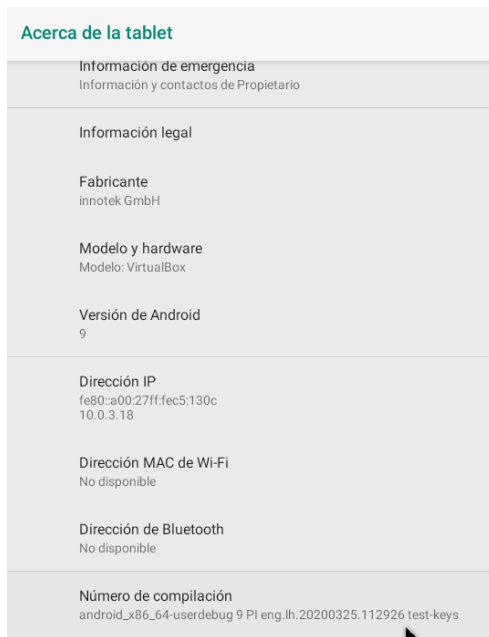 Acerca de la tablet
Información de emergencia
Información y contactos de Propietario
Información legal
Fabricante
innotek GmbH
Modelo y hardware
Modelo: VirtualBox
Versión de Android
9
Dirección IP
fe80::a00:27ff:fec5:130c
10.0.3.18
Dirección MAC de Wi-Fi
No disponible
Dirección de Bluetooth
No disponible
Número de compilación
android_x86_64-userdebug 9 PI eng.lh.20200325.112926 test-keys